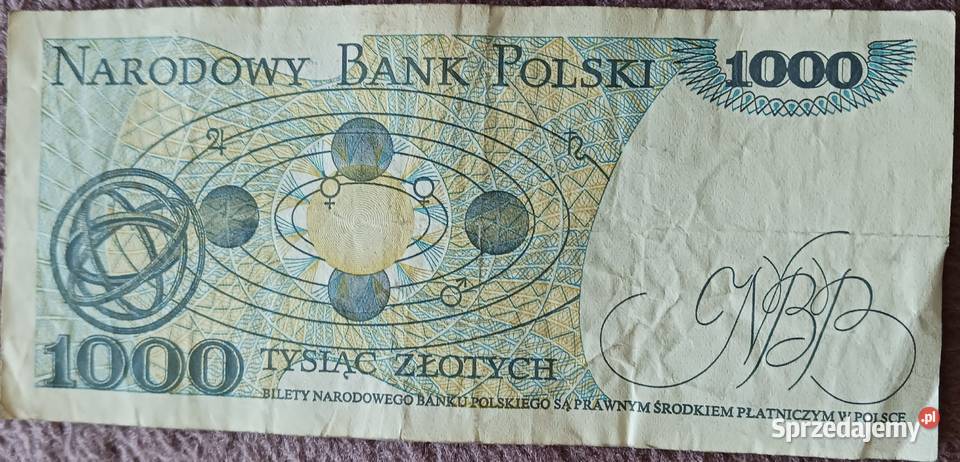 NARODOWY BANK POLSKI 1000
NBP
1000 TYSIĄC ZŁOTYCH
BILETY NARODOWEGO BANKU POLSKIEGO SĄ PRAWNYM ŚRODKIEM PŁATNICZYM W POLSCE
Sprzedajemy.pl